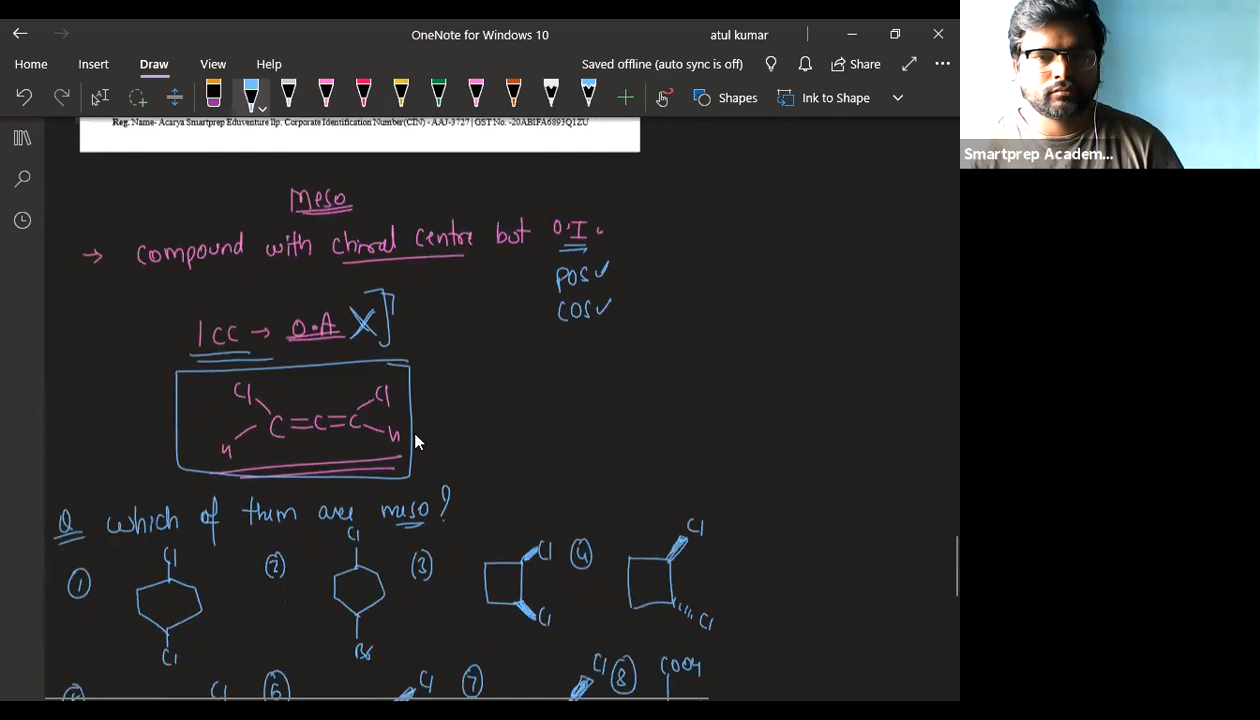 OneNote for Windows 10
atul kumar
Home Insert Draw View Help
Saved offline (auto sync is off)
Share
Shapes
Ink to Shape
Reg. Name- Acarya Smartprep Eduventure llp. Corporate Identification Number(CIN) - AAJ-3727 | GST No. -20ABIFA6893Q1ZU
Smartprep Academ...
Meso
→ Compound with chiral centre but O.I.
POS✓
COS✓
1CC → O.A X]
Cl Cl
C=C=C
H H
Q which of them are meso?
① Cl Cl
② Cl Br
③ Cl Cl
④ Cl Cl
Cl
⑥ Cl
⑦ Cl
⑧ COOH